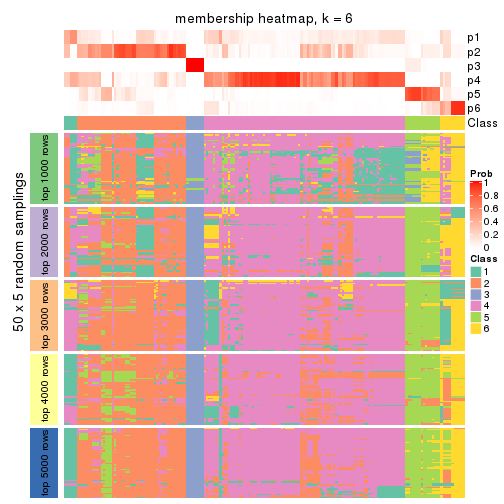 membership heatmap, k = 6
p1
p2
p3
p4
p5
p6
Class
50 x 5 random samplings
top 1000 rows
top 2000 rows
top 3000 rows
top 4000 rows
top 5000 rows
Prob
1
0.8
0.6
0.4
0.2
0
Class
1
2
3
4
5
6